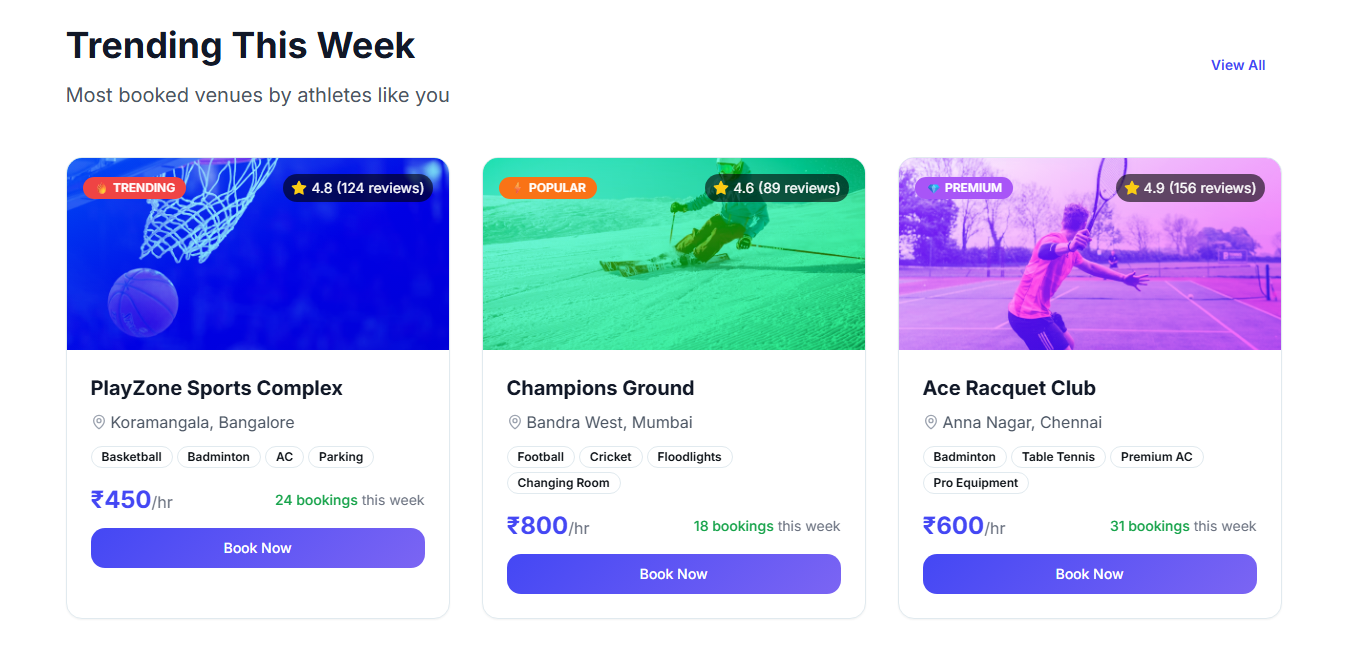 Trending This Week
View All
Most booked venues by athletes like you
🔥 TRENDING
⭐ 4.8 (124 reviews)
PlayZone Sports Complex
Koramangala, Bangalore
Basketball Badminton AC Parking
₹450/hr
24 bookings this week
Book Now
POPULAR
⭐ 4.6 (89 reviews)
Champions Ground
Bandra West, Mumbai
Football Cricket Floodlights
Changing Room
₹800/hr
18 bookings this week
Book Now
💎 PREMIUM
⭐ 4.9 (156 reviews)
Ace Racquet Club
Anna Nagar, Chennai
Badminton Table Tennis Premium AC
Pro Equipment
₹600/hr
31 bookings this week
Book Now